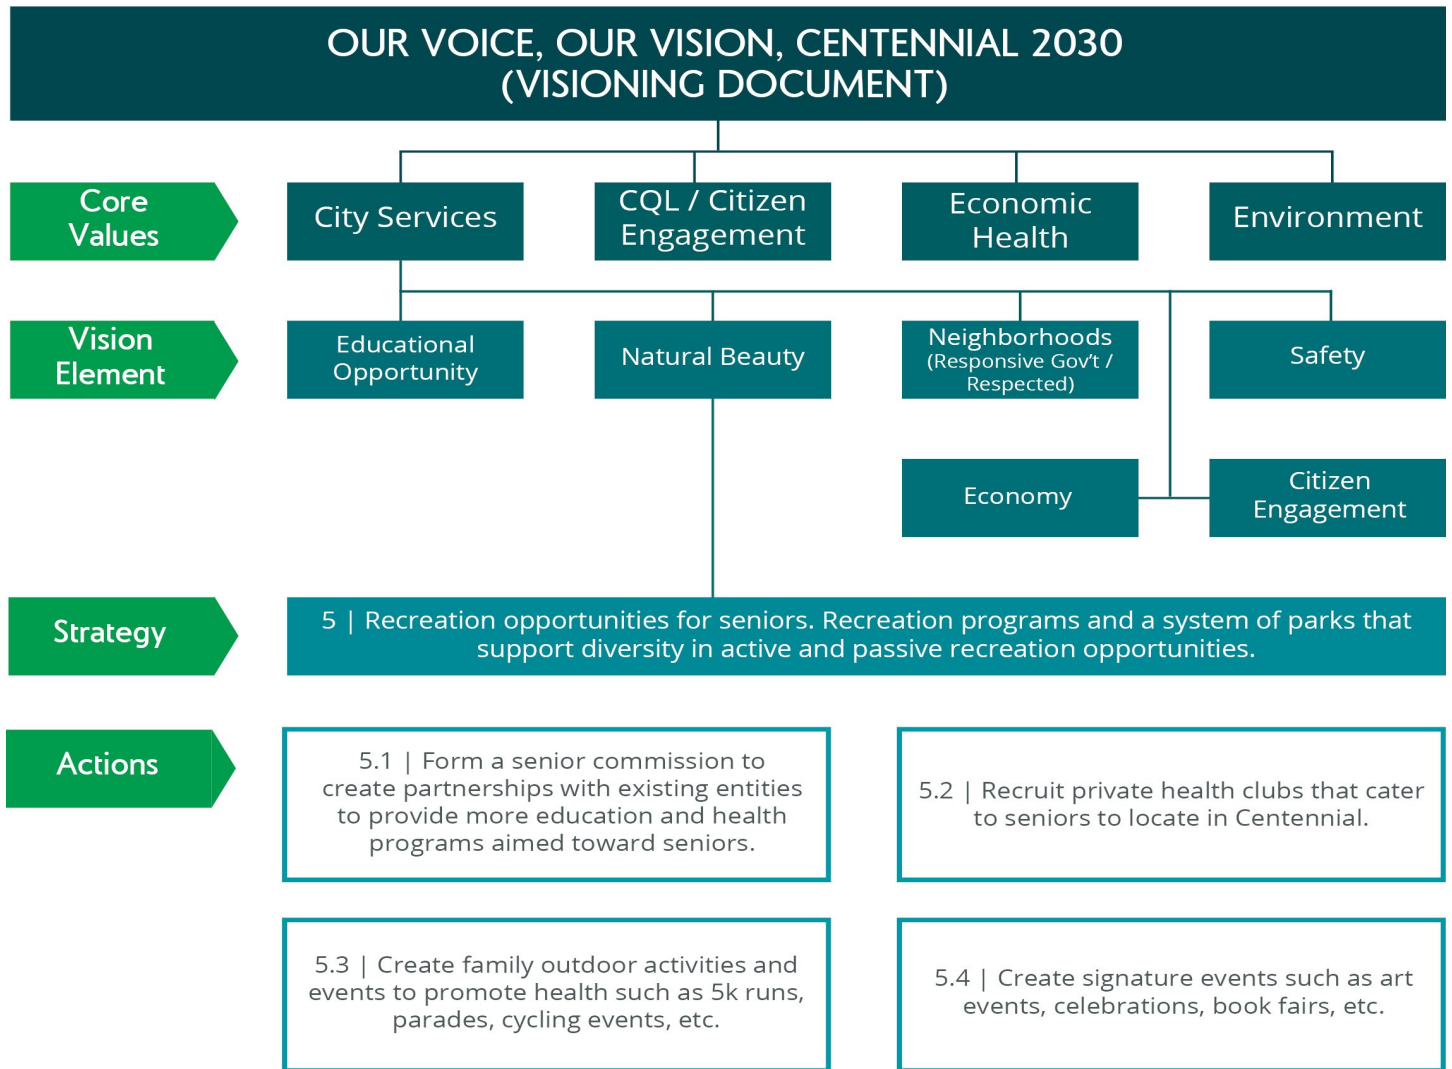 OUR VOICE, OUR VISION, CENTENNIAL 2030
(VISIONING DOCUMENT)
Core
Values
City Services
CQL / Citizen
Engagement
Economic
Health
Environment
Vision
Element
Educational
Opportunity
Natural Beauty
Neighborhoods
(Responsive Gov’t /
Respected)
Safety
Economy
Citizen
Engagement
Strategy
5 | Recreation opportunities for seniors. Recreation programs and a system of parks that
support diversity in active and passive recreation opportunities.
Actions
5.1 | Form a senior commission to
create partnerships with existing entities
to provide more education and health
programs aimed toward seniors.
5.2 | Recruit private health clubs that cater
to seniors to locate in Centennial.
5.3 | Create family outdoor activities and
events to promote health such as 5k runs,
parades, cycling events, etc.
5.4 | Create signature events such as art
events, celebrations, book fairs, etc.